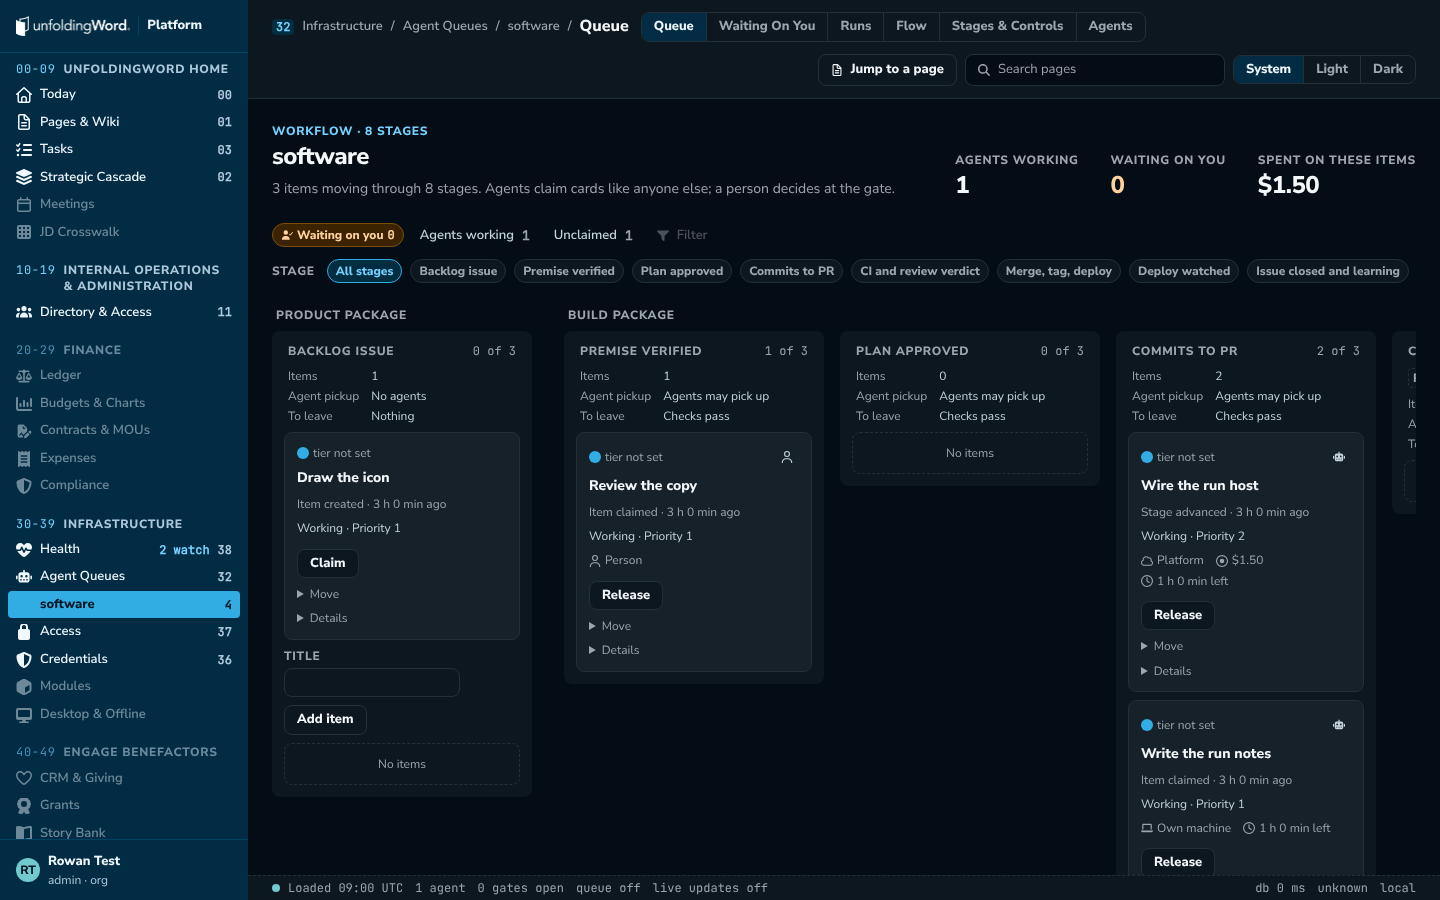 unfoldingWord Platform
00-09 UNFOLDINGWORD HOME
Today 00
Pages & Wiki 01
Tasks 03
Strategic Cascade 02
Meetings
JD Crosswalk
10-19 INTERNAL OPERATIONS
& ADMINISTRATION
Directory & Access 11
20-29 FINANCE
Ledger
Budgets & Charts
Contracts & MOUs
Expenses
Compliance
30-39 INFRASTRUCTURE
Health 2 watch 38
Agent Queues 32
software 4
Access 37
Credentials 36
Modules
Desktop & Offline
40-49 ENGAGE BENEFACTORS
CRM & Giving
Grants
Story Bank
RT Rowan Test
admin · org
32 Infrastructure / Agent Queues / software / Queue
Queue Waiting On You Runs Flow Stages & Controls Agents
Jump to a page Search pages System Light Dark
WORKFLOW · 8 STAGES
software
3 items moving through 8 stages. Agents claim cards like anyone else; a person decides at the gate.
AGENTS WORKING
1
WAITING ON YOU
0
SPENT ON THESE ITEMS
$1.50
Waiting on you 0 Agents working 1 Unclaimed 1 Filter
STAGE All stages Backlog issue Premise verified Plan approved Commits to PR CI and review verdict Merge, tag, deploy Deploy watched Issue closed and learning
PRODUCT PACKAGE
BACKLOG ISSUE 0 of 3
Items 1
Agent pickup No agents
To leave Nothing
tier not set
Draw the icon
Item created · 3 h 0 min ago
Working · Priority 1
Claim
Move
Details
TITLE
Add item
No items
BUILD PACKAGE
PREMISE VERIFIED 1 of 3
Items 1
Agent pickup Agents may pick up
To leave Checks pass
tier not set
Review the copy
Item claimed · 3 h 0 min ago
Working · Priority 1
Person
Release
Move
Details
PLAN APPROVED 0 of 3
Items 0
Agent pickup Agents may pick up
To leave Checks pass
No items
COMMITS TO PR 2 of 3
Items 2
Agent pickup Agents may pick up
To leave Checks pass
tier not set
Wire the run host
Stage advanced · 3 h 0 min ago
Working · Priority 2
Platform $1.50
1 h 0 min left
Release
Move
Details
tier not set
Write the run notes
Item claimed · 3 h 0 min ago
Working · Priority 1
Own machine 1 h 0 min left
Release
Loaded 09:00 UTC 1 agent 0 gates open queue off live updates off
db 0 ms unknown local